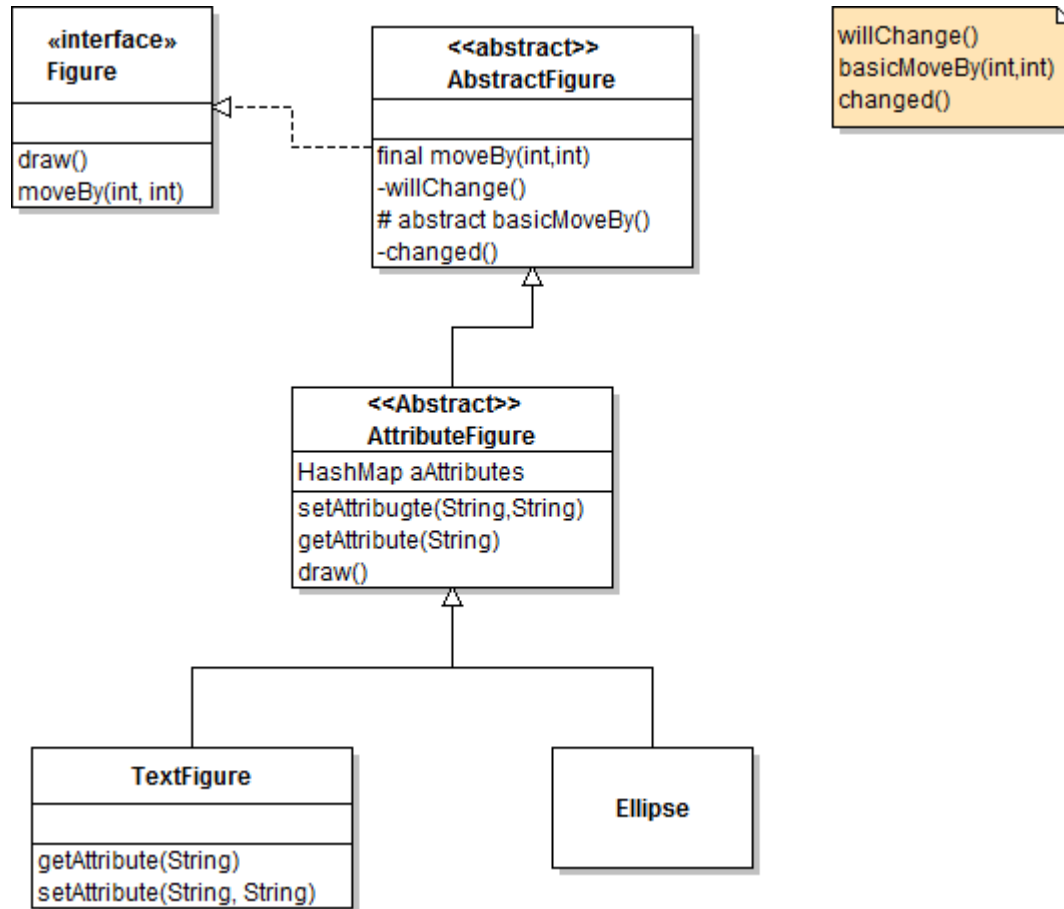 «interface»
Figure
draw()
moveBy(int, int)
<<abstract>>
AbstractFigure
final moveBy(int,int)
-willChange()
# abstract basicMoveBy()
-changed()
willChange()
basicMoveBy(int,int)
changed()
<<Abstract>>
AttributeFigure
HashMap aAttributes
setAttribugte(String,String)
getAttribute(String)
draw()
TextFigure
getAttribute(String)
setAttribute(String, String)
Ellipse